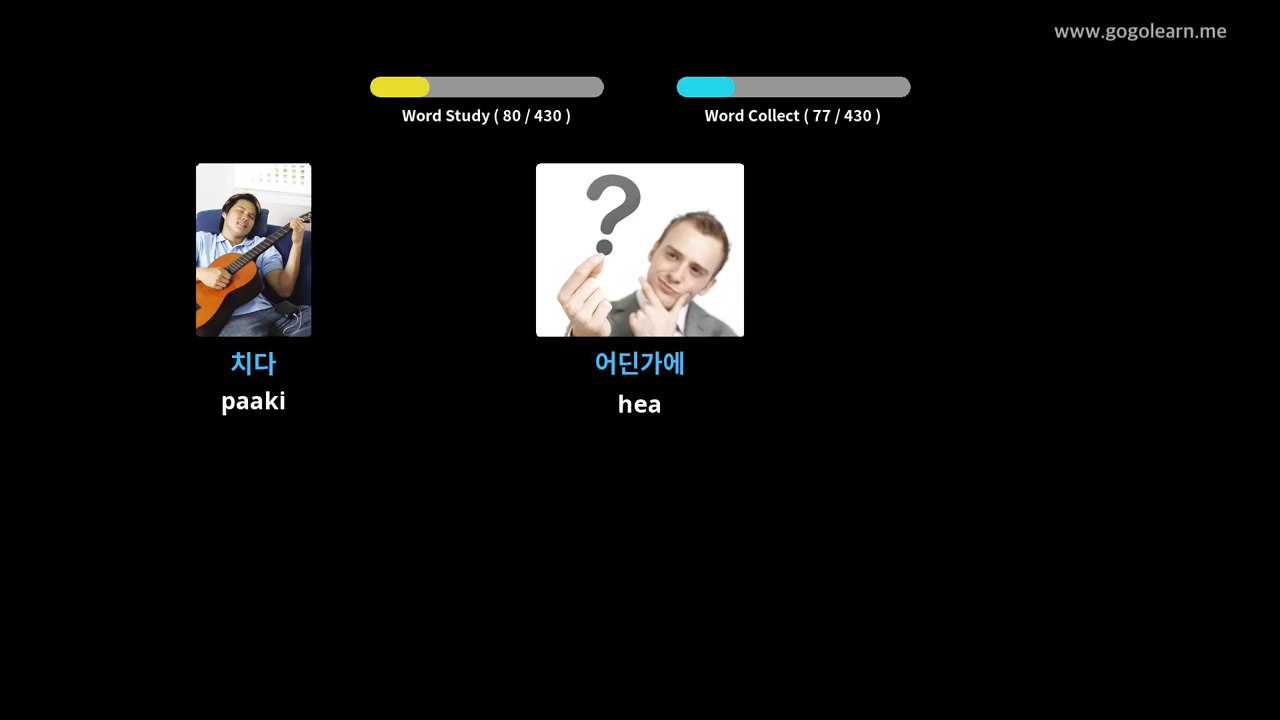 www.gogolearn.me
Word Study ( 80 / 430 )
Word Collect ( 77 / 430 )
치다
paaki
어딘가에
hea